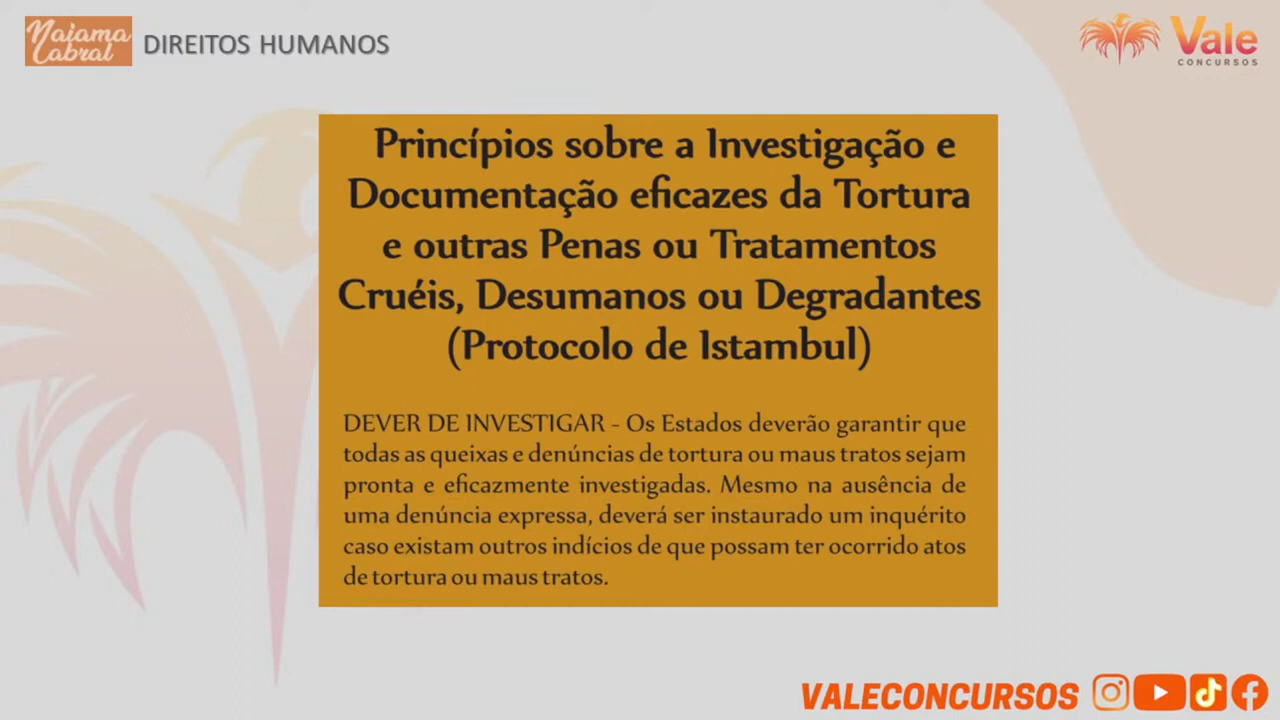 Naiama
Cabral
DIREITOS HUMANOS
Vale
CONCURSOS
Princípios sobre a Investigação e
Documentação eficazes da Tortura
e outras Penas ou Tratamentos
Cruéis, Desumanos ou Degradantes
(Protocolo de Istambul)
DEVER DE INVESTIGAR - Os Estados deverão garantir que
todas as queixas e denúncias de tortura ou maus tratos sejam
pronta e eficazmente investigadas. Mesmo na ausência de
uma denúncia expressa, deverá ser instaurado um inquérito
caso existam outros indícios de que possam ter ocorrido atos
de tortura ou maus tratos.
VALECONCURSOS